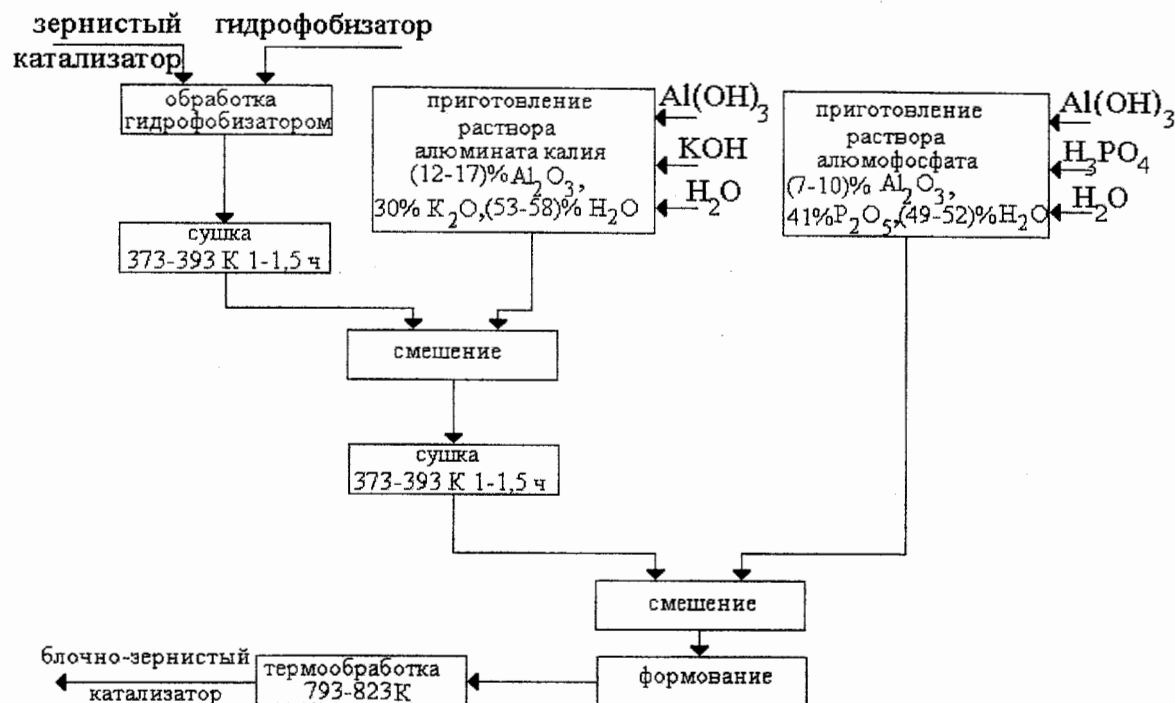 зернистый гидрофобизатор
катализатор
обработка
гидрофобизатором
приготовление
раствора
алюмината калия
(12-17)% Al₂O₃,
30% K₂O,(53-58)% H₂O
Al(OH)₃
KOH
H₂O
приготовление
раствора
алюмофосфата
(7-10)% Al₂O₃,
41%P₂O₅,(49-52)%H₂O
Al(OH)₃
H₃PO₄
H₂O
сушка
373-393 К 1-1,5 ч
смешение
сушка
373-393 К 1-1,5 ч
смешение
формование
термообработка
793-823К
блочно-зернистый
катализатор